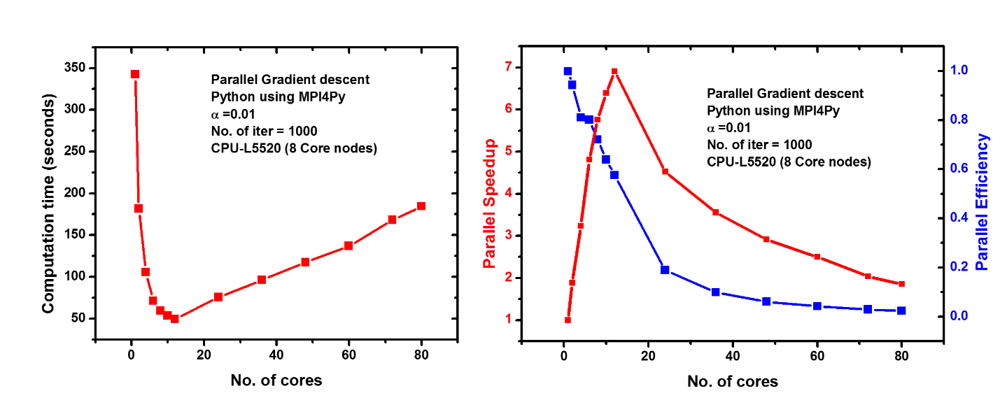 350
300
250
200
150
100
50
Computation time (seconds)
Parallel Gradient descent
Python using MPI4Py
α =0.01
No. of iter = 1000
CPU-L5520 (8 Core nodes)
0 20 40 60 80
No. of cores
7
6
5
4
3
2
1
Parallel Speedup
Parallel Gradient descent
Python using MPI4Py
α =0.01
No. of iter = 1000
CPU-L5520 (8 Core nodes)
1.0
0.8
0.6
0.4
0.2
0.0
Parallel Efficiency
0 20 40 60 80
No. of cores